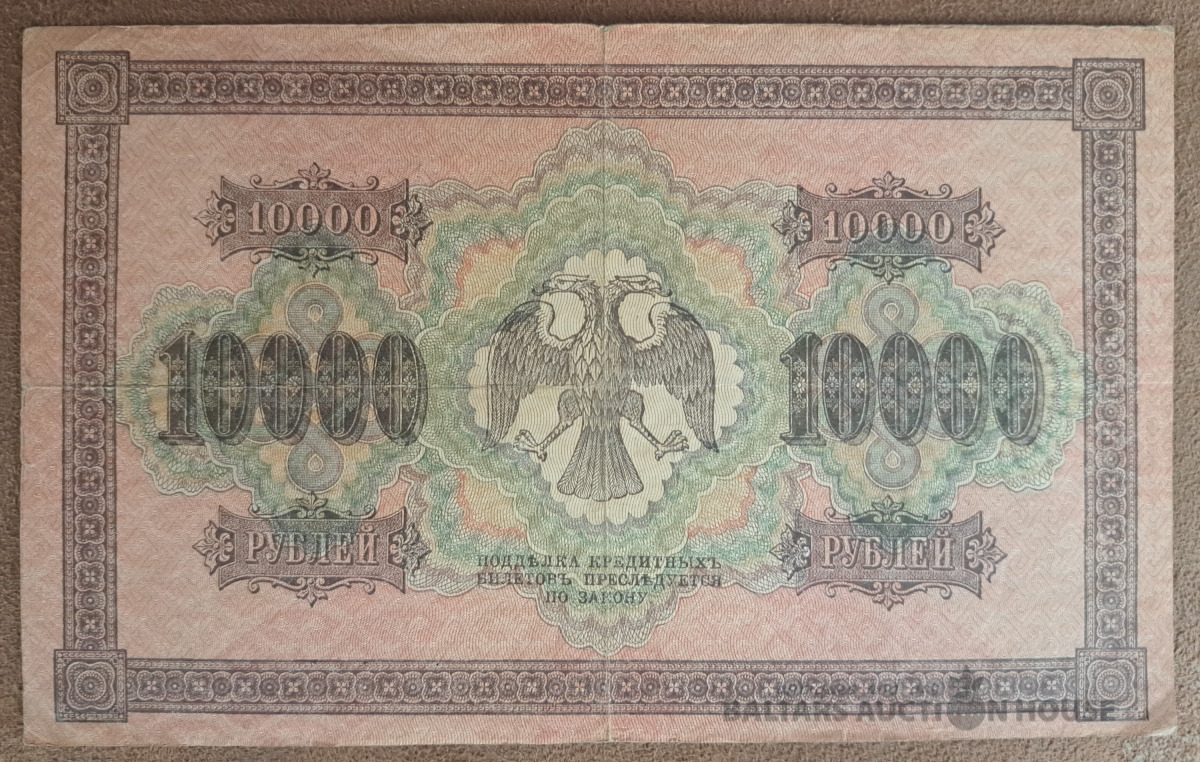 10000
10000
10000
10000
РУБЛЕЙ
РУБЛЕЙ
ПОДДѢЛКА КРЕДИТНЫХЪ
БИЛЕТОВЪ ПРЕСЛѢДУЕТСЯ
ПО ЗАКОНУ
BALTARS AUCTION HOUSE